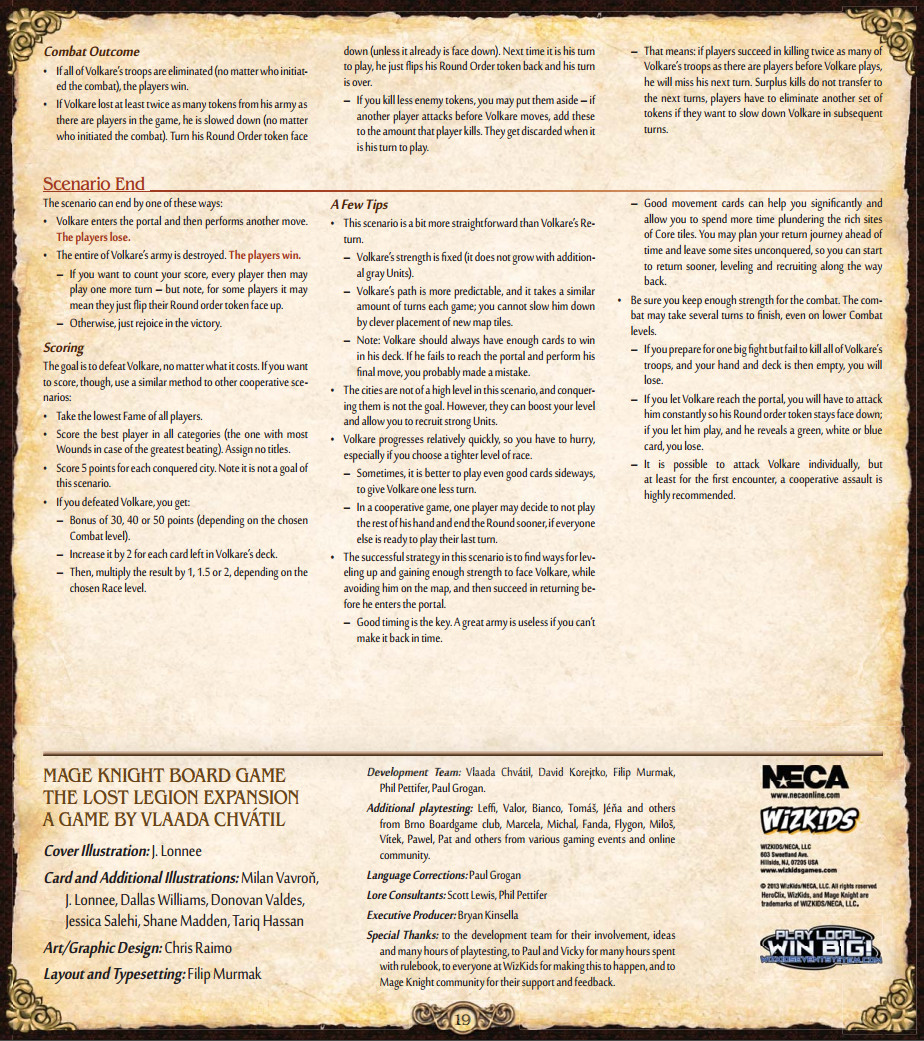 Combat Outcome
• If all of Volkare's troops are eliminated (no matter who initiat-
ed the combat), the players win.
• If Volkare lost at least twice as many tokens from his army as
there are players in the game, he is slowed down (no matter
who initiated the combat). Turn his Round Order token face
down (unless it already is face down). Next time it is his turn
to play, he just flips his Round Order token back and his turn
is over.
– If you kill less enemy tokens, you may put them aside – if
another player attacks before Volkare moves, add these
to the amount that player kills. They get discarded when it
is his turn to play.
– That means: if players succeed in killing twice as many of
Volkare's troops as there are players before Volkare plays,
he will miss his next turn. Surplus kills do not transfer to
the next turns, players have to eliminate another set of
tokens if they want to slow down Volkare in subsequent
turns.
Scenario End
The scenario can end by one of these ways:
• Volkare enters the portal and then performs another move.
The players lose.
• The entire of Volkare's army is destroyed. The players win.
– If you want to count your score, every player then may
play one more turn – but note, for some players it may
mean they just flip their Round order token face up.
– Otherwise, just rejoice in the victory.
Scoring
The goal is to defeat Volkare, no matter what it costs. If you want
to score, though, use a similar method to other cooperative sce-
narios:
• Take the lowest Fame of all players.
• Score the best player in all categories (the one with most
Wounds in case of the greatest beating). Assign no titles.
• Score 5 points for each conquered city. Note it is not a goal of
this scenario.
• If you defeated Volkare, you get:
– Bonus of 30, 40 or 50 points (depending on the chosen
Combat level).
– Increase it by 2 for each card left in Volkare's deck.
– Then, multiply the result by 1, 1.5 or 2, depending on the
chosen Race level.
A Few Tips
• This scenario is a bit more straightforward than Volkare's Re-
turn.
– Volkare's strength is fixed (it does not grow with addition-
al gray Units).
– Volkare's path is more predictable, and it takes a similar
amount of turns each game; you cannot slow him down
by clever placement of new map tiles.
– Note: Volkare should always have enough cards to win
in his deck. If he fails to reach the portal and perform his
final move, you probably made a mistake.
• The cities are not of a high level in this scenario, and conquer-
ing them is not the goal. However, they can boost your level
and allow you to recruit strong Units.
• Volkare progresses relatively quickly, so you have to hurry,
especially if you choose a tighter level of race.
– Sometimes, it is better to play even good cards sideways,
to give Volkare one less turn.
– In a cooperative game, one player may decide to not play
the rest of his hand and end the Round sooner, if everyone
else is ready to play their last turn.
• The successful strategy in this scenario is to find ways for lev-
eling up and gaining enough strength to face Volkare, while
avoiding him on the map, and then succeed in returning be-
fore he enters the portal.
– Good timing is the key. A great army is useless if you can't
make it back in time.
– Good movement cards can help you significantly and
allow you to spend more time plundering the rich sites
of Core tiles. You may plan your return journey ahead of
time and leave some sites unconquered, so you can start
to return sooner, leveling and recruiting along the way
back.
• Be sure you keep enough strength for the combat. The com-
bat may take several turns to finish, even on lower Combat
levels.
– If you prepare for one big fight but fail to kill all of Volkare's
troops, and your hand and deck is then empty, you will
lose.
– If you let Volkare reach the portal, you will have to attack
him constantly so his Round order token stays face down;
if you let him play, and he reveals a green, white or blue
card, you lose.
– It is possible to attack Volkare individually, but
at least for the first encounter, a cooperative assault is
highly recommended.
MAGE KNIGHT BOARD GAME
THE LOST LEGION EXPANSION
A GAME BY VLAADA CHVÁTIL
Cover Illustration: J. Lonnee
Card and Additional Illustrations: Milan Vavroň,
J. Lonnee, Dallas Williams, Donovan Valdes,
Jessica Salehi, Shane Madden, Tariq Hassan
Art/Graphic Design: Chris Raimo
Layout and Typesetting: Filip Murmak
Development Team: Vlaada Chvátil, David Korejtko, Filip Murmak,
Phil Pettifer, Paul Grogan.
Additional playtesting: Leffi, Valor, Bianco, Tomáš, Jéňa and others
from Brno Boardgame club, Marcela, Michal, Fanda, Flygon, Miloš,
Vítek, Pawel, Pat and others from various gaming events and online
community.
Language Corrections: Paul Grogan
Lore Consultants: Scott Lewis, Phil Pettifer
Executive Producer: Bryan Kinsella
Special Thanks: to the development team for their involvement, ideas
and many hours of playtesting, to Paul and Vicky for many hours spent
with rulebook, to everyone at WizKids for making this to happen, and to
Mage Knight community for their support and feedback.
NECA
www.necaonline.com
WIZKIDS
WIZKIDS/NECA, LLC
603 Sweetland Ave.
Hillside, NJ, 07205 USA
www.wizkidsgames.com
© 2013 WizKids/NECA, LLC. All rights reserved
HeroClix, WizKids, and Mage Knight are
trademarks of WIZKIDS/NECA, LLC.
PLAY LOCAL,
WIN BIG!
WIZKIDSEVENTSYSTEM.COM
19